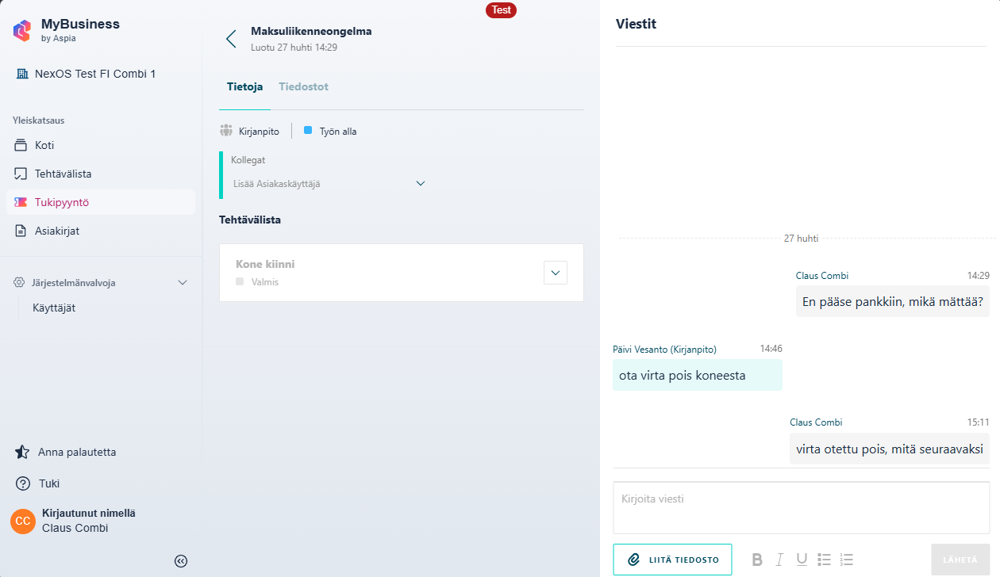 MyBusiness
by Aspia
NexOS Test FI Combi 1
Yleiskatsaus
Koti
Tehtävälista
Tukipyyntö
Asiakirjat
Järjestelmänvalvoja
Käyttäjät
Anna palautetta
Tuki
CC
Kirjautunut nimellä
Claus Combi
Test
Maksuliikenneongelma
Luotu 27 huhti 14:29
Tietoja Tiedostot
Kirjanpito Työn alla
Kollegat
Lisää Asiakaskäyttäjä
Tehtävälista
Kone kiinni
Valmis
Viestit
27 huhti
Claus Combi 14:29
En pääse pankkiin, mikä mättää?
Päivi Vesanto (Kirjanpito) 14:46
ota virta pois koneesta
Claus Combi 15:11
virta otettu pois, mitä seuraavaksi
Kirjoita viesti
LIITÄ TIEDOSTO
B I U
LÄHETÄ